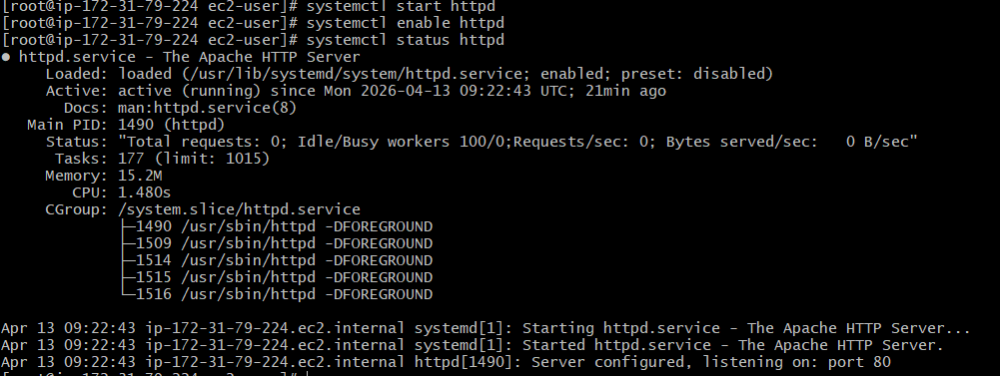 [root@ip-172-31-79-224 ec2-user]# systemctl start httpd
[root@ip-172-31-79-224 ec2-user]# systemctl enable httpd
[root@ip-172-31-79-224 ec2-user]# systemctl status httpd
● httpd.service - The Apache HTTP Server
     Loaded: loaded (/usr/lib/systemd/system/httpd.service; enabled; preset: disabled)
     Active: active (running) since Mon 2026-04-13 09:22:43 UTC; 21min ago
       Docs: man:httpd.service(8)
   Main PID: 1490 (httpd)
     Status: "Total requests: 0; Idle/Busy workers 100/0;Requests/sec: 0; Bytes served/sec:   0 B/sec"
      Tasks: 177 (limit: 1015)
     Memory: 15.2M
        CPU: 1.480s
     CGroup: /system.slice/httpd.service
             ├─1490 /usr/sbin/httpd -DFOREGROUND
             ├─1509 /usr/sbin/httpd -DFOREGROUND
             ├─1514 /usr/sbin/httpd -DFOREGROUND
             ├─1515 /usr/sbin/httpd -DFOREGROUND
             └─1516 /usr/sbin/httpd -DFOREGROUND
Apr 13 09:22:43 ip-172-31-79-224.ec2.internal systemd[1]: Starting httpd.service - The Apache HTTP Server...
Apr 13 09:22:43 ip-172-31-79-224.ec2.internal systemd[1]: Started httpd.service - The Apache HTTP Server.
Apr 13 09:22:43 ip-172-31-79-224.ec2.internal httpd[1490]: Server configured, listening on: port 80